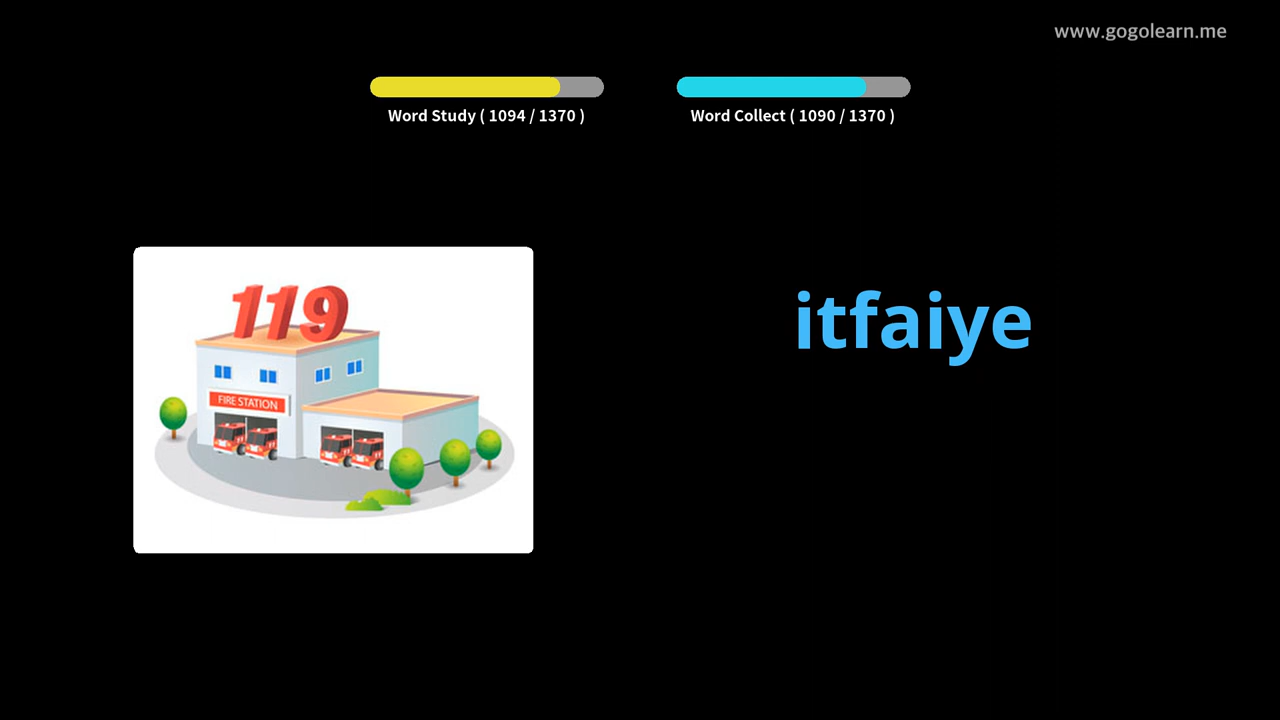 www.gogolearn.me
Word Study ( 1094 / 1370 )
Word Collect ( 1090 / 1370 )
119
FIRE STATION
itfaiye